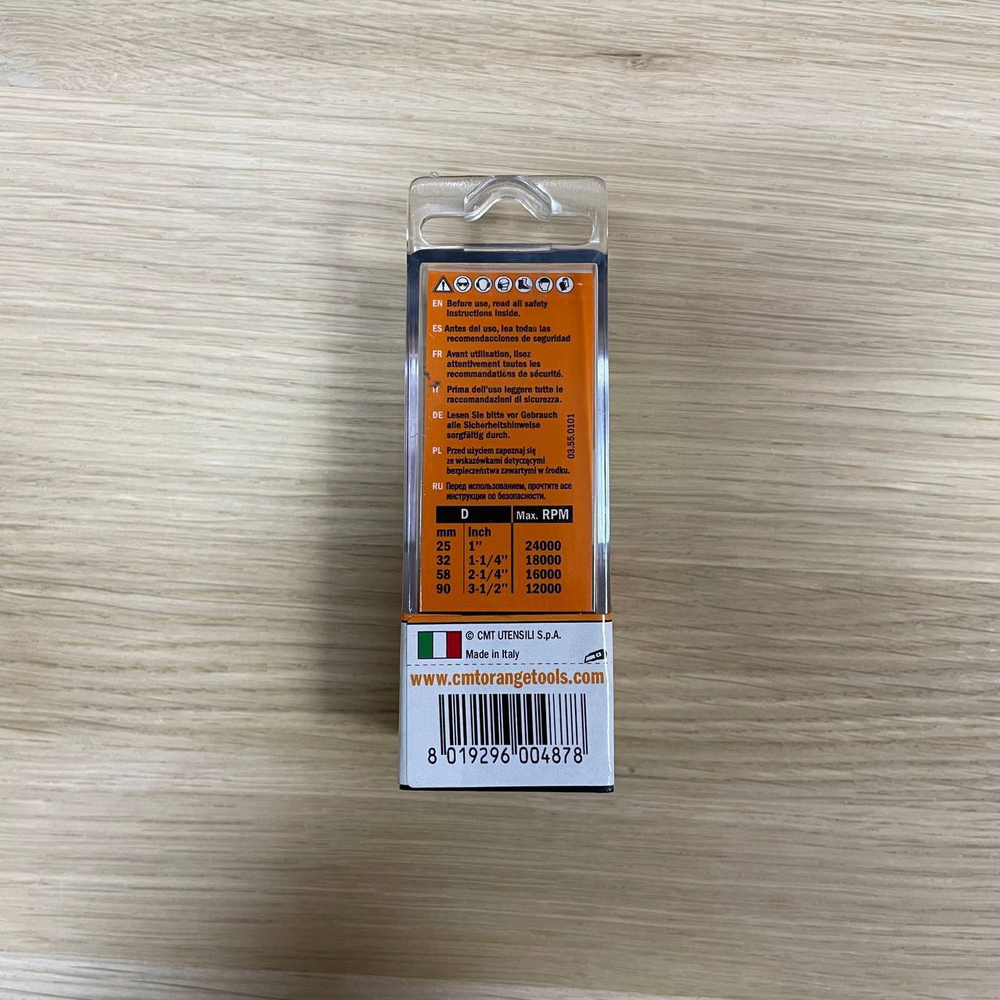 EN Before use, read all safety
instructions inside.
ES Antes del uso, lea todas las
recomendacciones de seguridad
FR Avant utilisation, lisez
attentivement toutes les
recommandations de sécurité.
IT Prima dell'uso leggere tutte le
raccomandazioni di sicurezza.
DE Lesen Sie bitte vor Gebrauch
alle Sicherheitshinweise
sorgfältig durch.
PL Przed użyciem zapoznaj się
ze wskazówkami dotyczącymi
bezpieczeństwa zawartymi w środku.
RU Перед использованием, прочтите все
инструкции по безопасности.
03.55.0101
D Max. RPM
mm inch
25 1" 24000
32 1-1/4" 18000
58 2-1/4" 16000
90 3-1/2" 12000
© CMT UTENSILI S.p.A.
Made in Italy
www.cmtorangetools.com
8 019296 004878